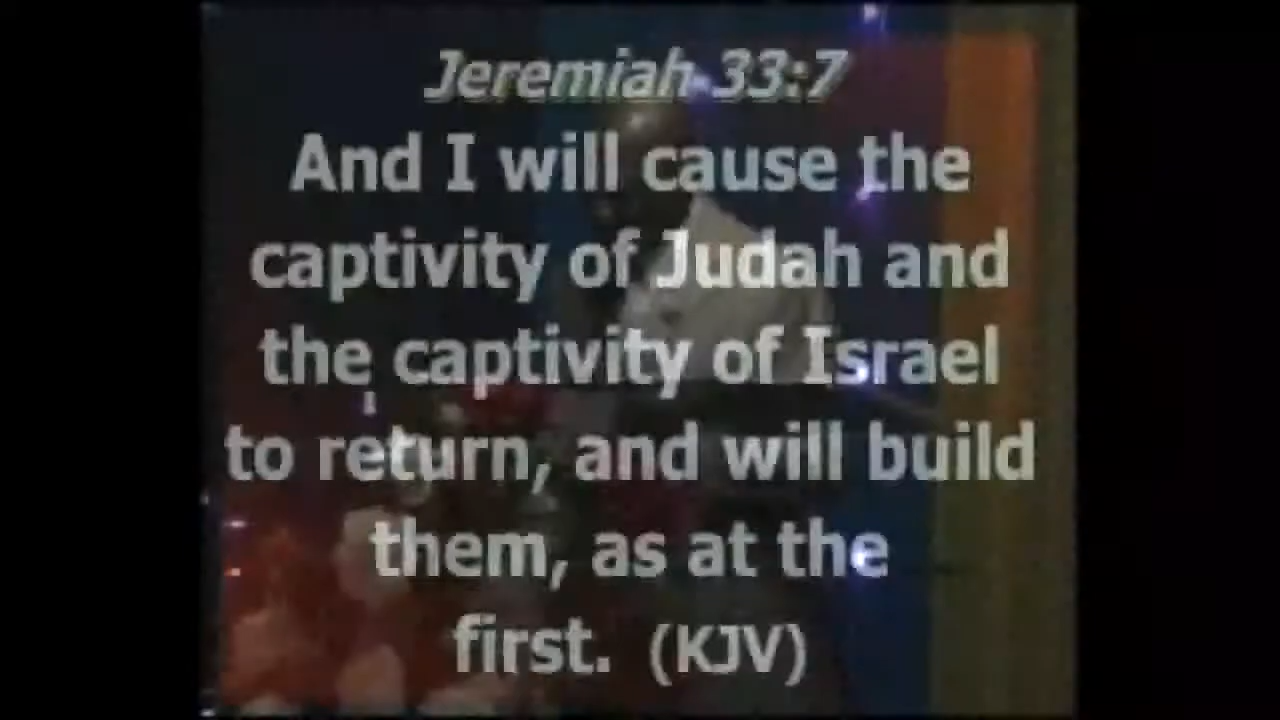 Jeremiah 33:7
And I will cause the
captivity of Judah and
the captivity of Israel
to return, and will build
them, as at the
first. (KJV)